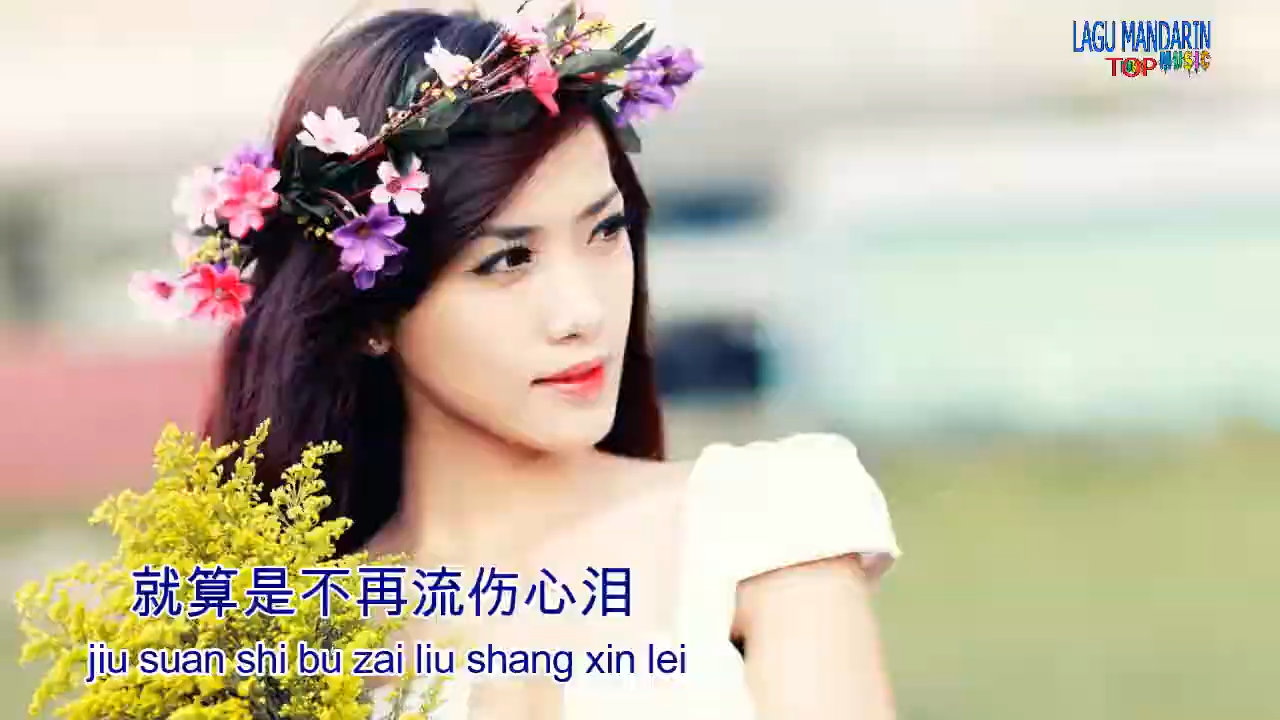 LAGU MANDARIN
TOP MUSIC
就算是不再流伤心泪
jiu suan shi bu zai liu shang xin lei